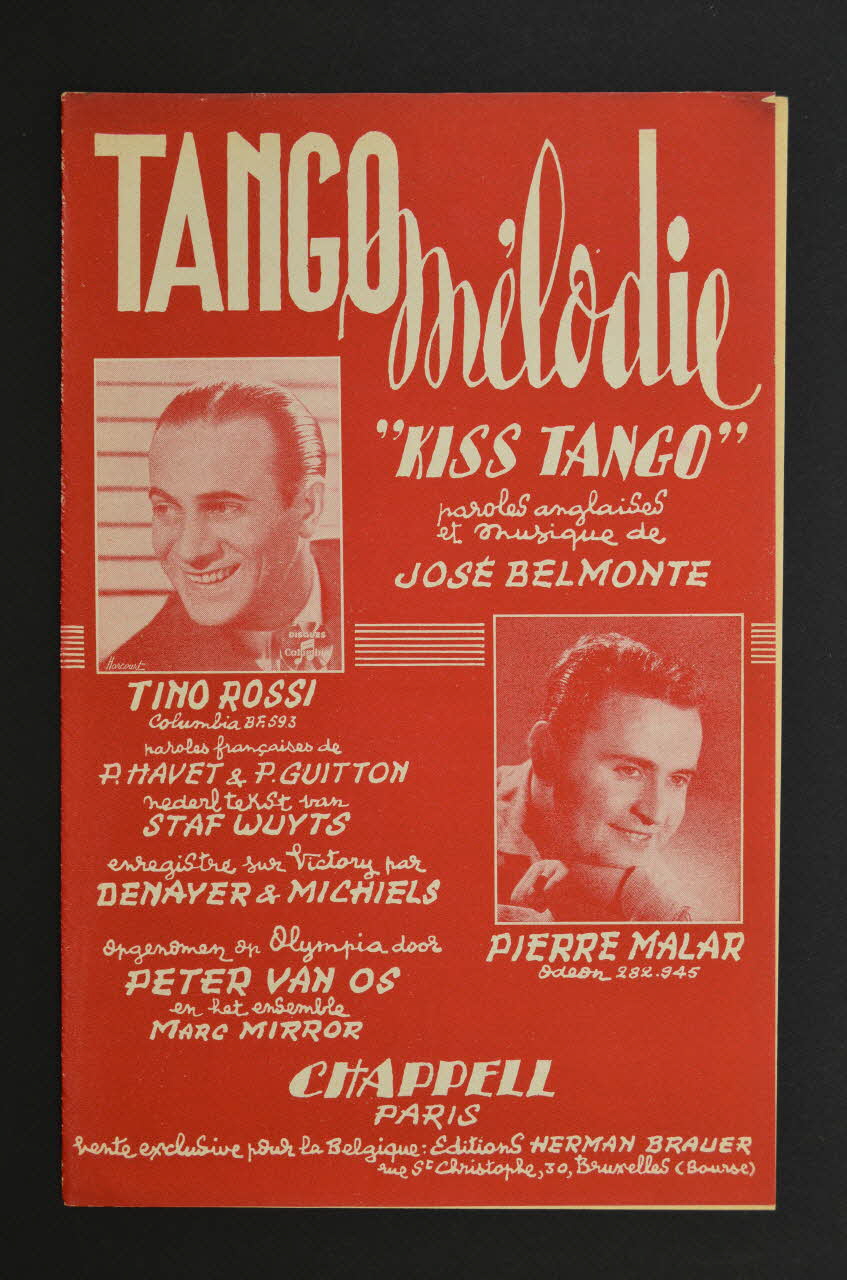 TANGO
mélodie
"KISS TANGO"
paroles anglaises
et musique de
JOSÉ BELMONTE
DISQUES
Columbia
Harcourt
TINO ROSSI
Columbia BF.593
paroles françaises de
P. HAVET & P. GUITTON
nederl tekst van
STAF WUYTS
enregistre sur Victory par
DENAYER & MICHIELS
opgenomen op Olympia door
PETER VAN OS
en het ensemble
MARC MIRROR
PIERRE MALAR
Odeon 282.945
CHAPPELL
PARIS
vente exclusive pour la Belgique: Editions HERMAN BRAUER
rue St Christophe, 30, Bruxelles (Bourse)